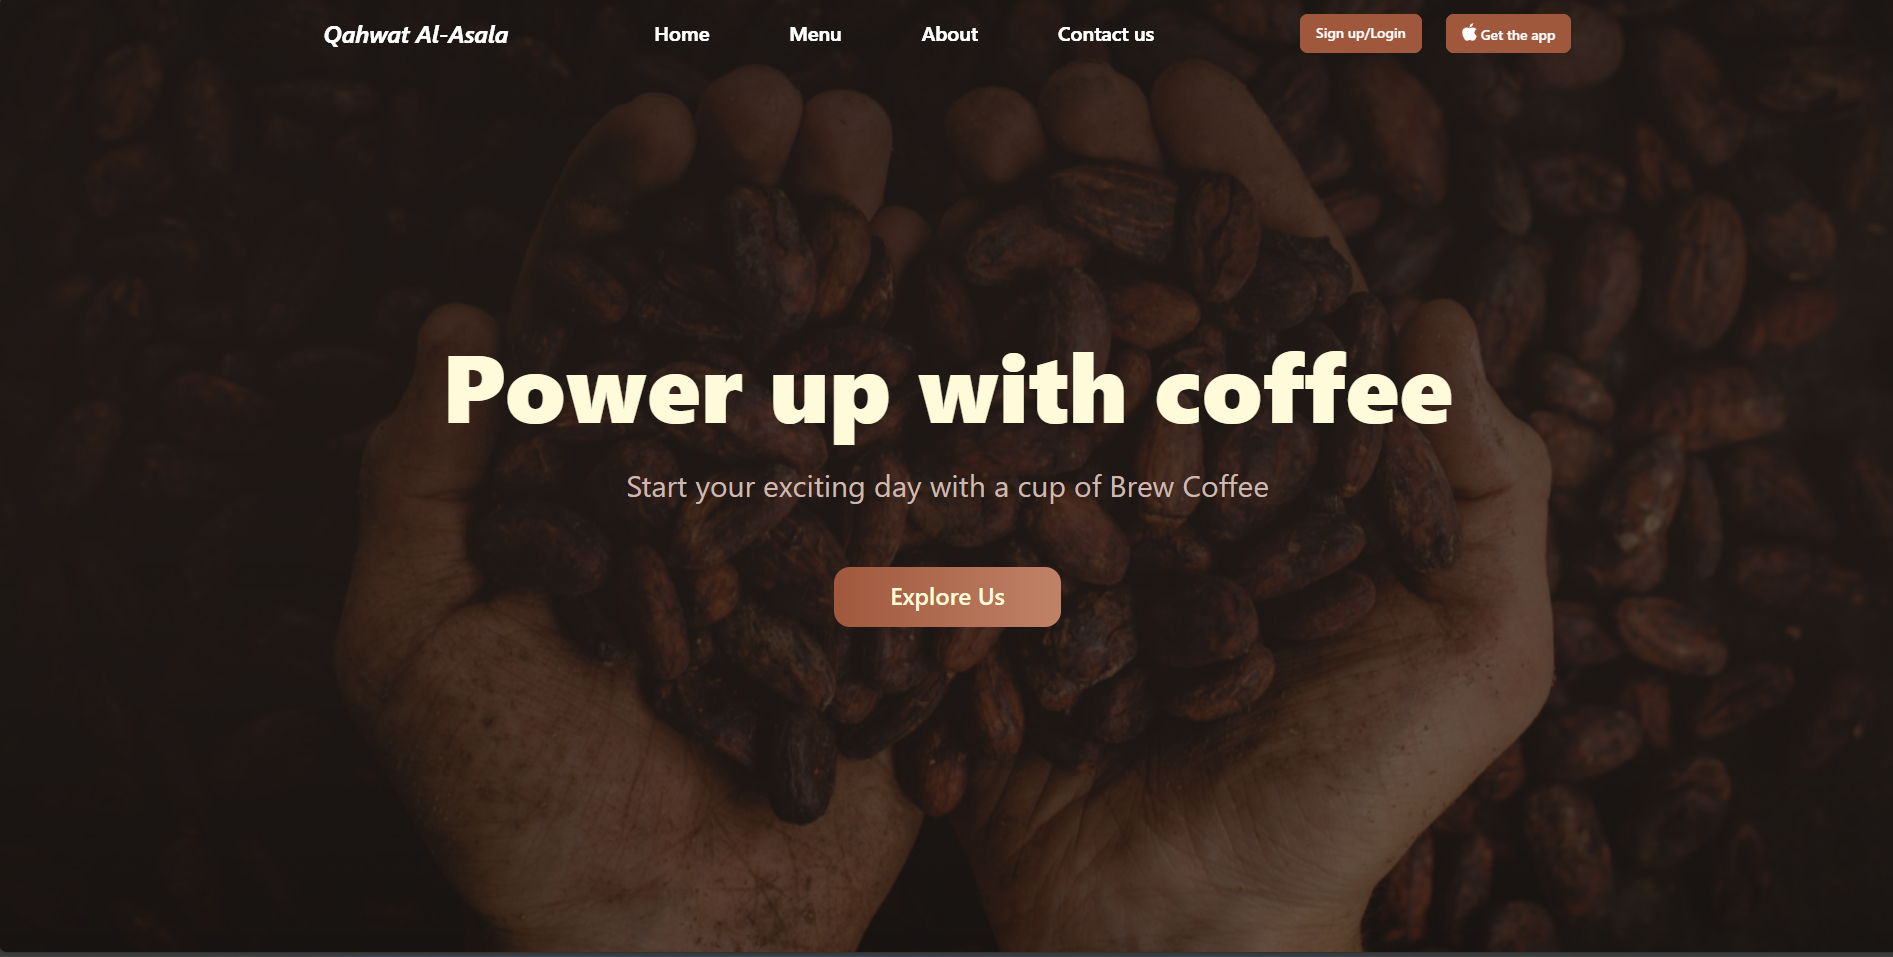 Qahwat Al-Asala
Home
Menu
About
Contact us
Sign up/Login
Get the app
Power up with coffee
Start your exciting day with a cup of Brew Coffee
Explore Us